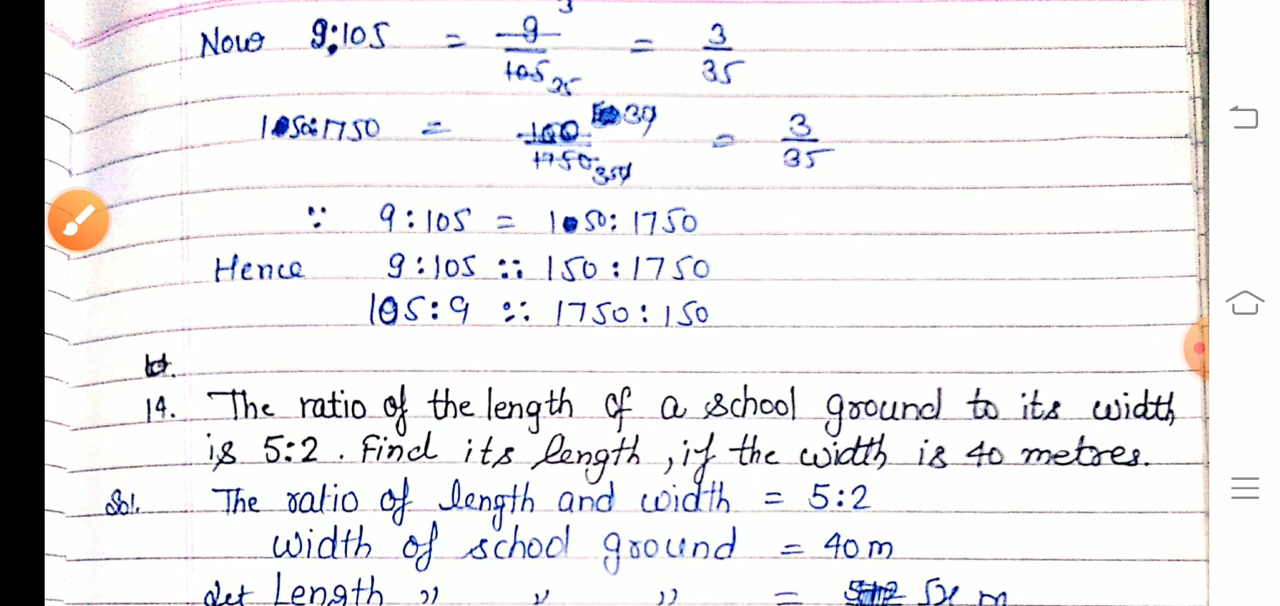 3
Now 9:105 = 9/105 35 = 3/35
150:1750 = 150/1750 = 3/35
∵ 9:105 = 150:1750
Hence 9:105 :: 150:1750
105:9 :: 1750:150
14. The ratio of the length of a school ground to its width
is 5:2. Find its length, if the width is 40 metres.
Sol. The ratio of length and width = 5:2
width of school ground = 40 m
Let Length " " " = 5x m